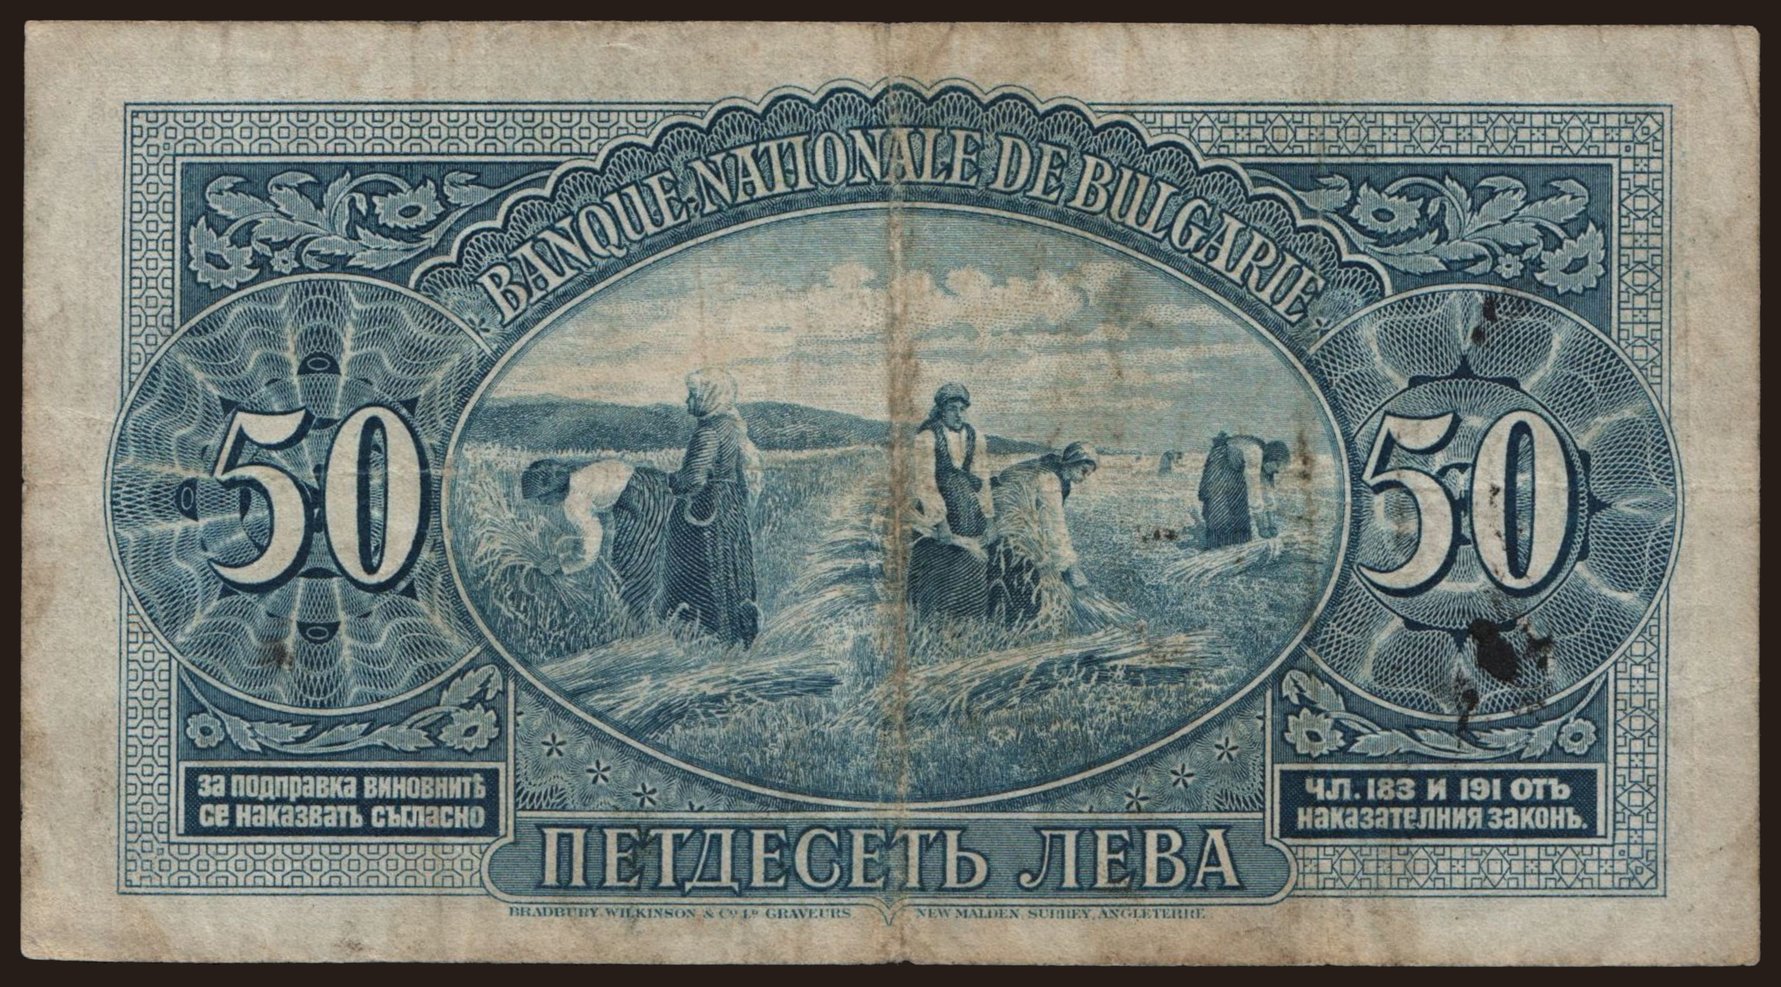 BANQUE NATIONALE DE BULGARIE
50
50
за подправка виновнитѣ
се наказватъ съгласно
чл. 183 и 191 отъ
наказателния законъ.
ПЕТДЕСЕТЬ ЛЕВА
BRADBURY, WILKINSON & Cº Lᴰ GRAVEURS NEW MALDEN, SURREY, ANGLETERRE